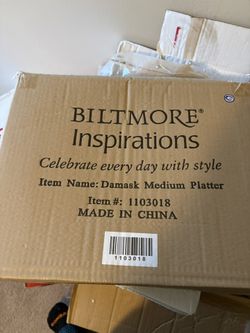 BILTMORE®
Inspirations
Celebrate every day with style
Item Name: Damask Medium Platter
Item#: 1103018
MADE IN CHINA
1103018